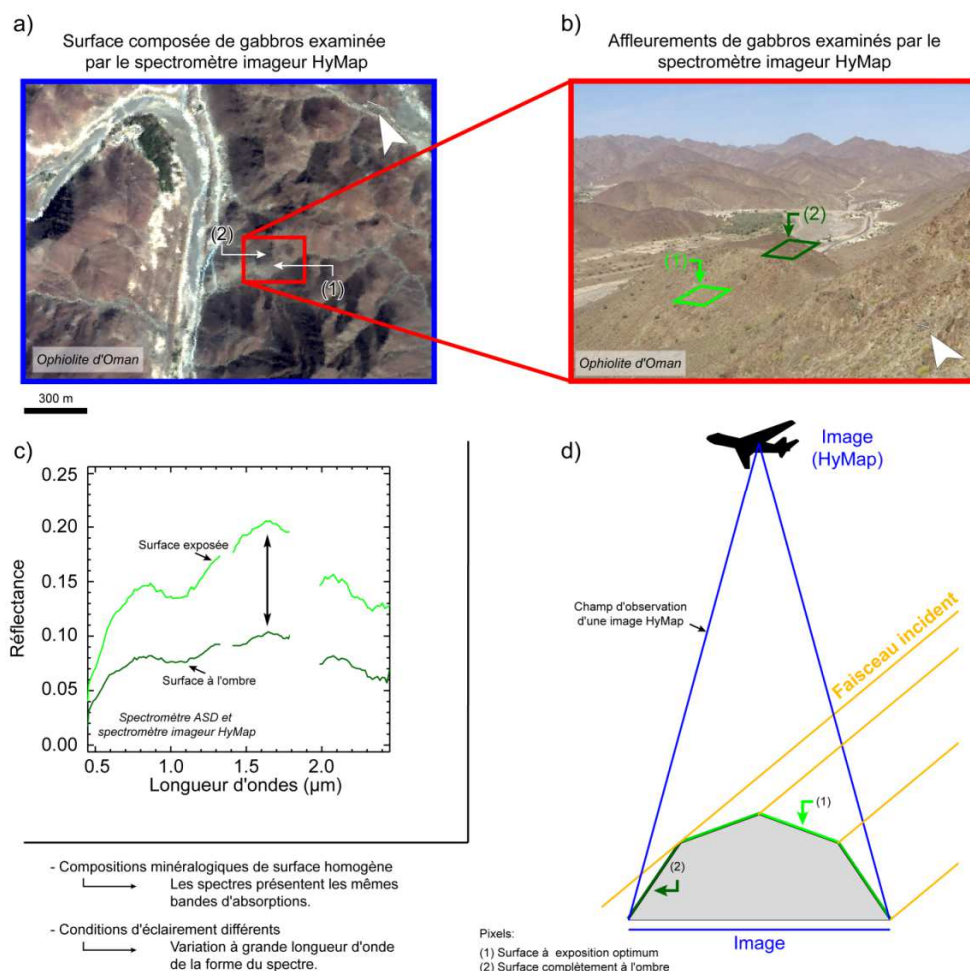 a)
Surface composée de gabbros examinée
par le spectromètre imageur HyMap
(2)
(1)
Ophiolite d'Oman
300 m
b)
Affleurements de gabbros examinés par le
spectromètre imageur HyMap
(2)
(1)
Ophiolite d'Oman
c)
Réflectance
0.25
0.20
0.15
0.10
0.05
0.00
Surface exposée
Surface à l'ombre
Spectromètre ASD et
spectromètre imageur HyMap
0.5
1.0
1.5
2.0
Longueur d'ondes (µm)
- Compositions minéralogiques de surface homogène
Les spectres présentent les mêmes
bandes d'absorptions.
- Conditions d'éclairement différents
Variation à grande longueur d'onde
de la forme du spectre.
d)
Image
(HyMap)
Champ d'observation
d'une image HyMap
Faisceau incident
(1)
(2)
Image
Pixels:
(1) Surface à exposition optimum
(2) Surface complètement à l'ombre